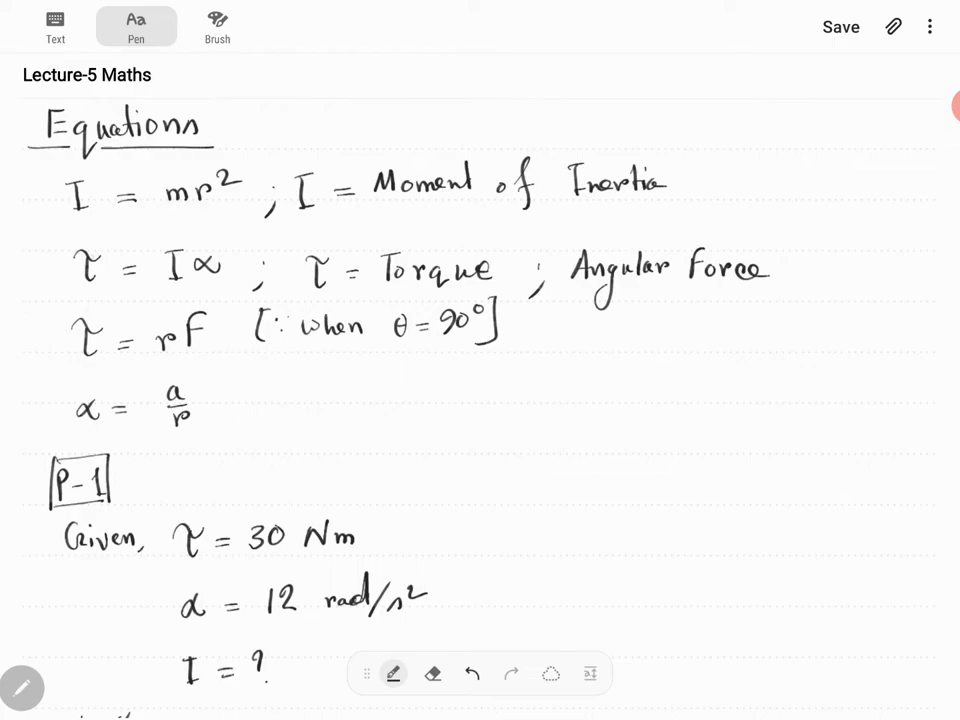 Text Aa Pen Brush Save
Lecture-5 Maths
Equations
I = mr² ; I = Moment of Inertia
τ = Iα ; τ = Torque ; Angular Force
τ = rF [∵ when θ = 90°]
α = a/r
P-1
Given, τ = 30 Nm
α = 12 rad/s²
I = ?